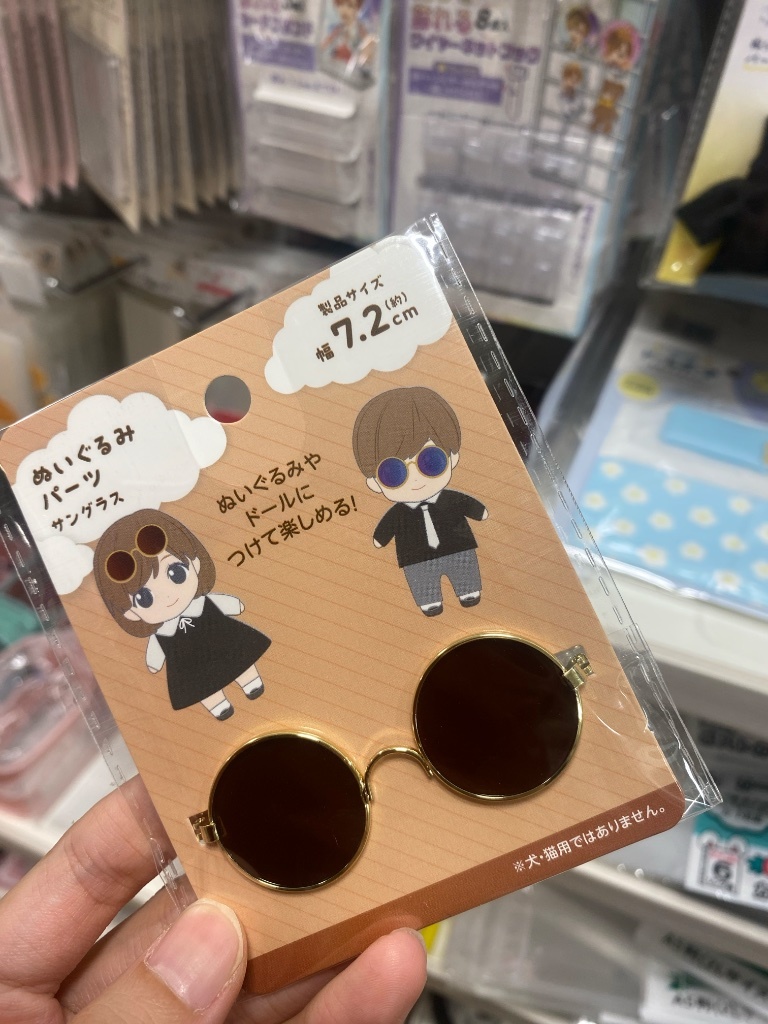 製品サイズ
幅7.2(約)cm
ぬいぐるみ
パーツ
サングラス
ぬいぐるみや
ドールに
つけて楽しめる!
※犬・猫用ではありません。